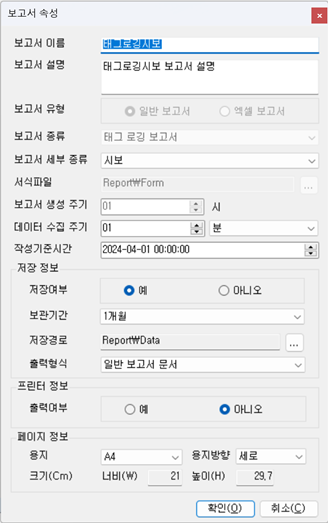 보고서 속성
보고서 이름 태그로깅시보
보고서 설명 태그로깅시보 보고서 설명
보고서 유형 일반 보고서 엑셀 보고서
보고서 종류 태그 로깅 보고서
보고서 세부 종류 시보
서식파일 Report₩Form ...
보고서 생성 주기 01 시
데이터 수집 주기 01 분
작성기준시간 2024-04-01 00:00:00
저장 정보
저장여부 예 아니오
보관기간 1개월
저장경로 Report₩Data ...
출력형식 일반 보고서 문서
프린터 정보
출력여부 예 아니오
페이지 정보
용지 A4 용지방향 세로
크기(Cm) 너비(₩) 21 높이(H) 29,7
확인(O) 취소(C)